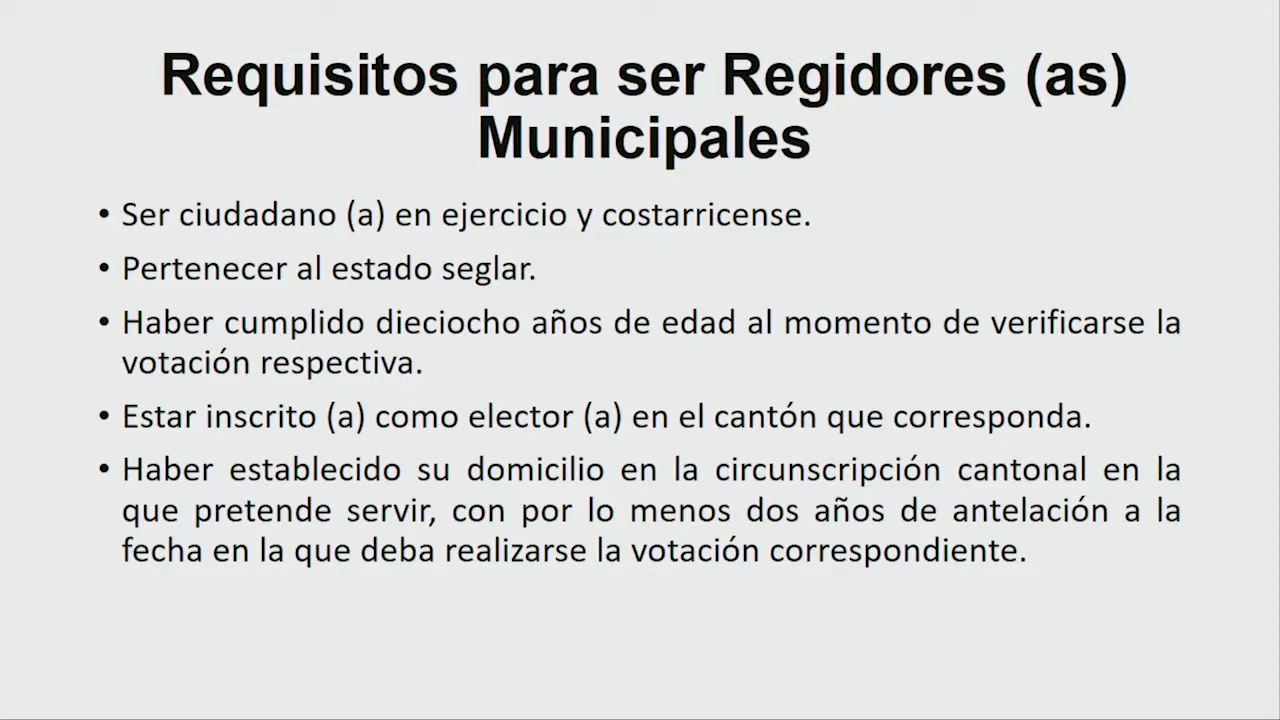 Requisitos para ser Regidores (as)
Municipales
• Ser ciudadano (a) en ejercicio y costarricense.
• Pertenecer al estado seglar.
• Haber cumplido dieciocho años de edad al momento de verificarse la
votación respectiva.
• Estar inscrito (a) como elector (a) en el cantón que corresponda.
• Haber establecido su domicilio en la circunscripción cantonal en la
que pretende servir, con por lo menos dos años de antelación a la
fecha en la que deba realizarse la votación correspondiente.